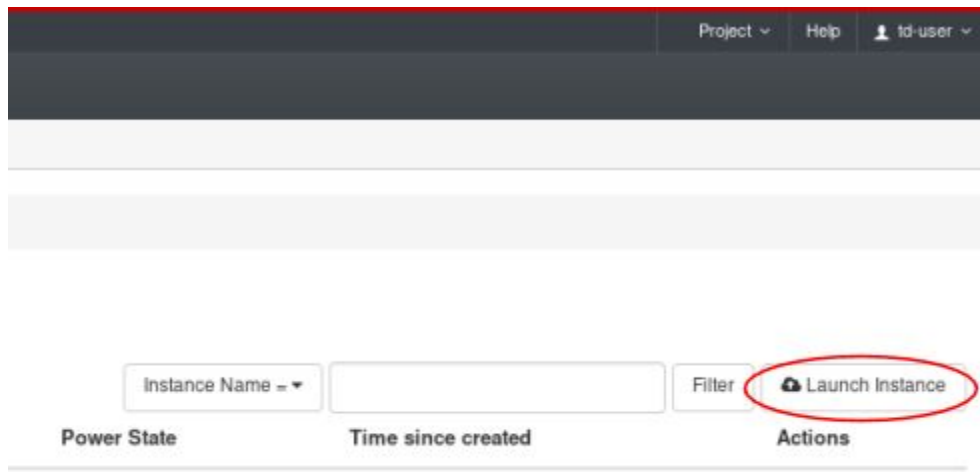 Project Help td-user
Instance Name = Filter Launch Instance
Power State Time since created Actions